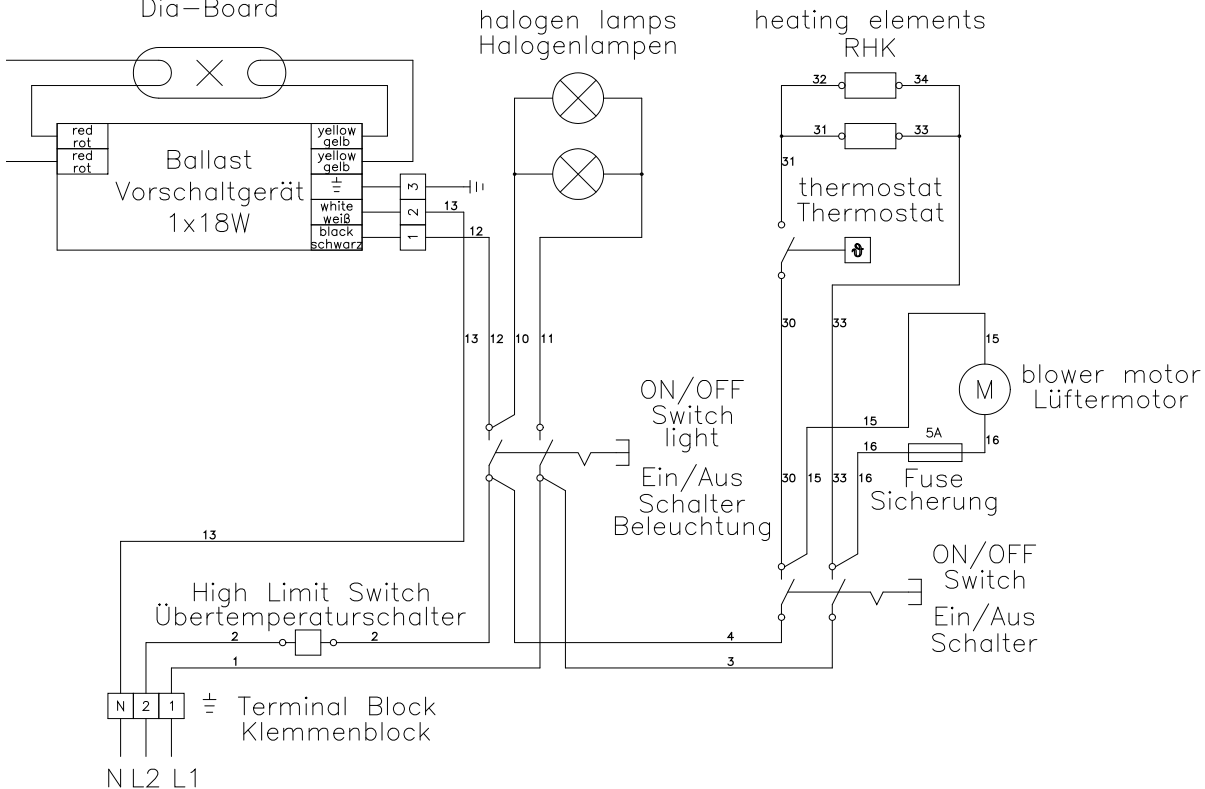 Dia-Board
halogen lamps
Halogenlampen
heating elements
RHK
32
34
31
33
31
red
rot
red
rot
Ballast
Vorschaltgerät
1x18W
yellow
gelb
yellow
gelb
white
weiß
black
schwarz
3
2
1
13
12
thermostat
Thermostat
ϑ
13
12
10
11
30
33
15
blower motor
Lüftermotor
M
ON/OFF
Switch
light
Ein/Aus
Schalter
Beleuchtung
15
16
5A
16
30
15
33
16
Fuse
Sicherung
13
ON/OFF
Switch
Ein/Aus
Schalter
High Limit Switch
Übertemperaturschalter
2
2
4
1
3
N
2
1
Terminal Block
Klemmenblock
N L2 L1